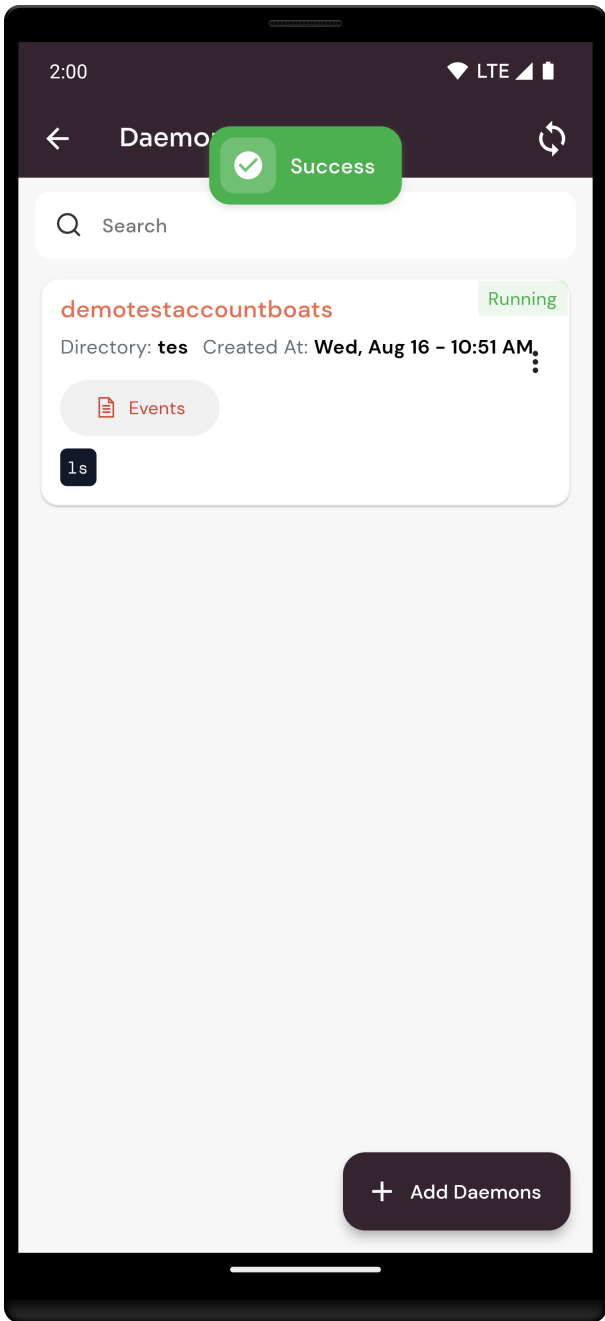 2:00 LTE
Daemo
Success
Search
Running
demotestaccountboats
Directory: tes Created At: Wed, Aug 16 - 10:51 AM
Events
ls
Add Daemons